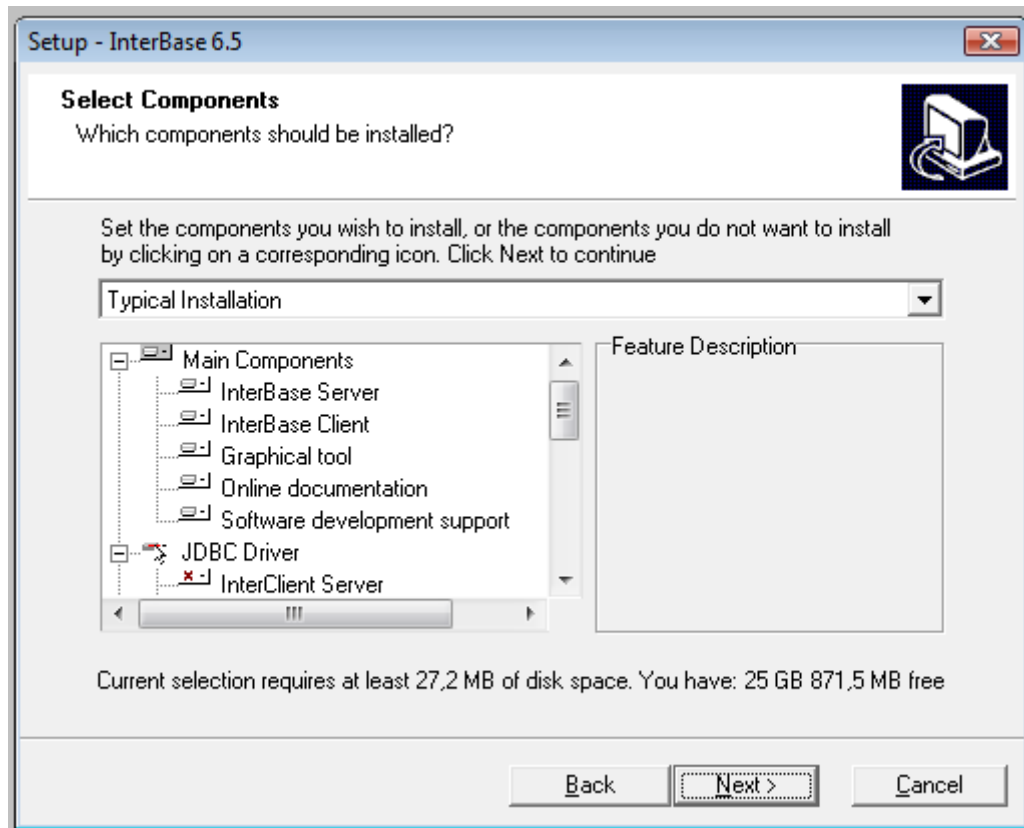 Setup - InterBase 6.5
Select Components
Which components should be installed?
Set the components you wish to install, or the components you do not want to install
by clicking on a corresponding icon. Click Next to continue
Typical Installation
Main Components
InterBase Server
InterBase Client
Graphical tool
Online documentation
Software development support
JDBC Driver
InterClient Server
Feature Description
Current selection requires at least 27,2 MB of disk space. You have: 25 GB 871,5 MB free
Back
Next >
Cancel